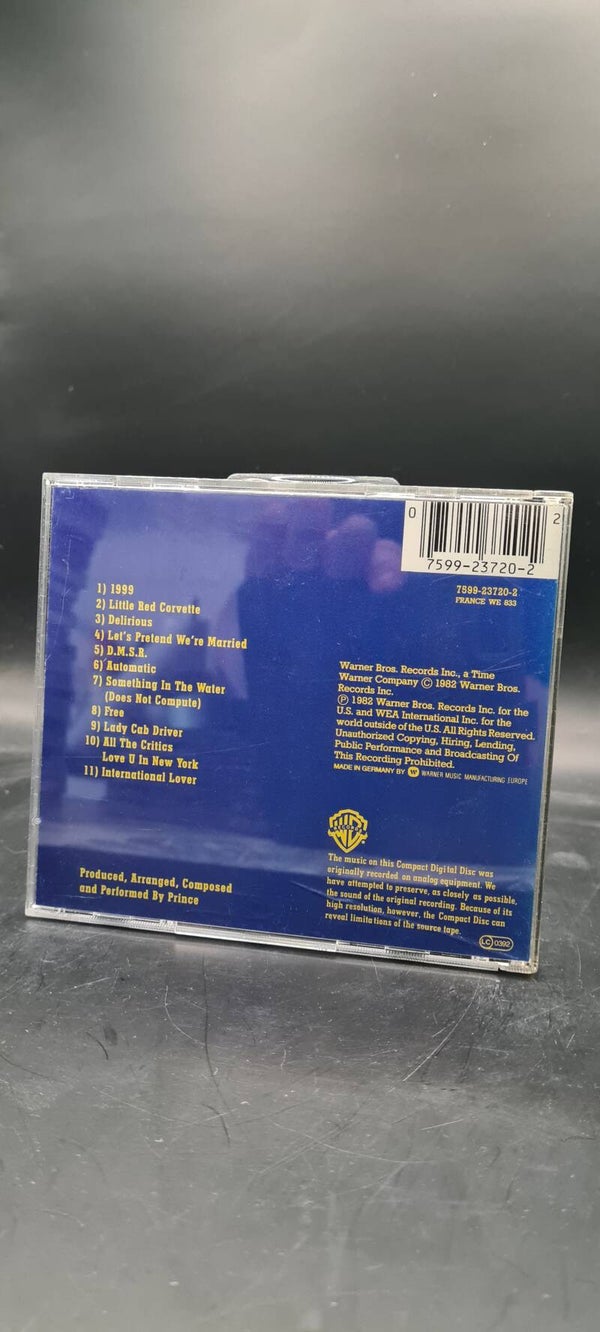 0
2
7599-23720-2
7599-23720-2
FRANCE WE 833
1) 1999
2) Little Red Corvette
3) Delirious
4) Let's Pretend We're Married
5) D.M.S.R.
6) Automatic
7) Something In The Water
(Does Not Compute)
8) Free
9) Lady Cab Driver
10) All The Critics
Love U In New York
11) International Lover
Produced, Arranged, Composed
and Performed By Prince
Warner Bros. Records Inc., a Time
Warner Company © 1982 Warner Bros.
Records Inc.
℗ 1982 Warner Bros. Records Inc. for the
U.S. and WEA International Inc. for the
world outside of the U.S. All Rights Reserved.
Unauthorized Copying, Hiring, Lending,
Public Performance and Broadcasting Of
This Recording Prohibited.
MADE IN GERMANY BY W WARNER MUSIC MANUFACTURING EUROPE
WB
RECORDS
The music on this Compact Digital Disc was
originally recorded on analog equipment. We
have attempted to preserve, as closely as possible,
the sound of the original recording. Because of its
high resolution, however, the Compact Disc can
reveal limitations of the source tape.
LC 0392